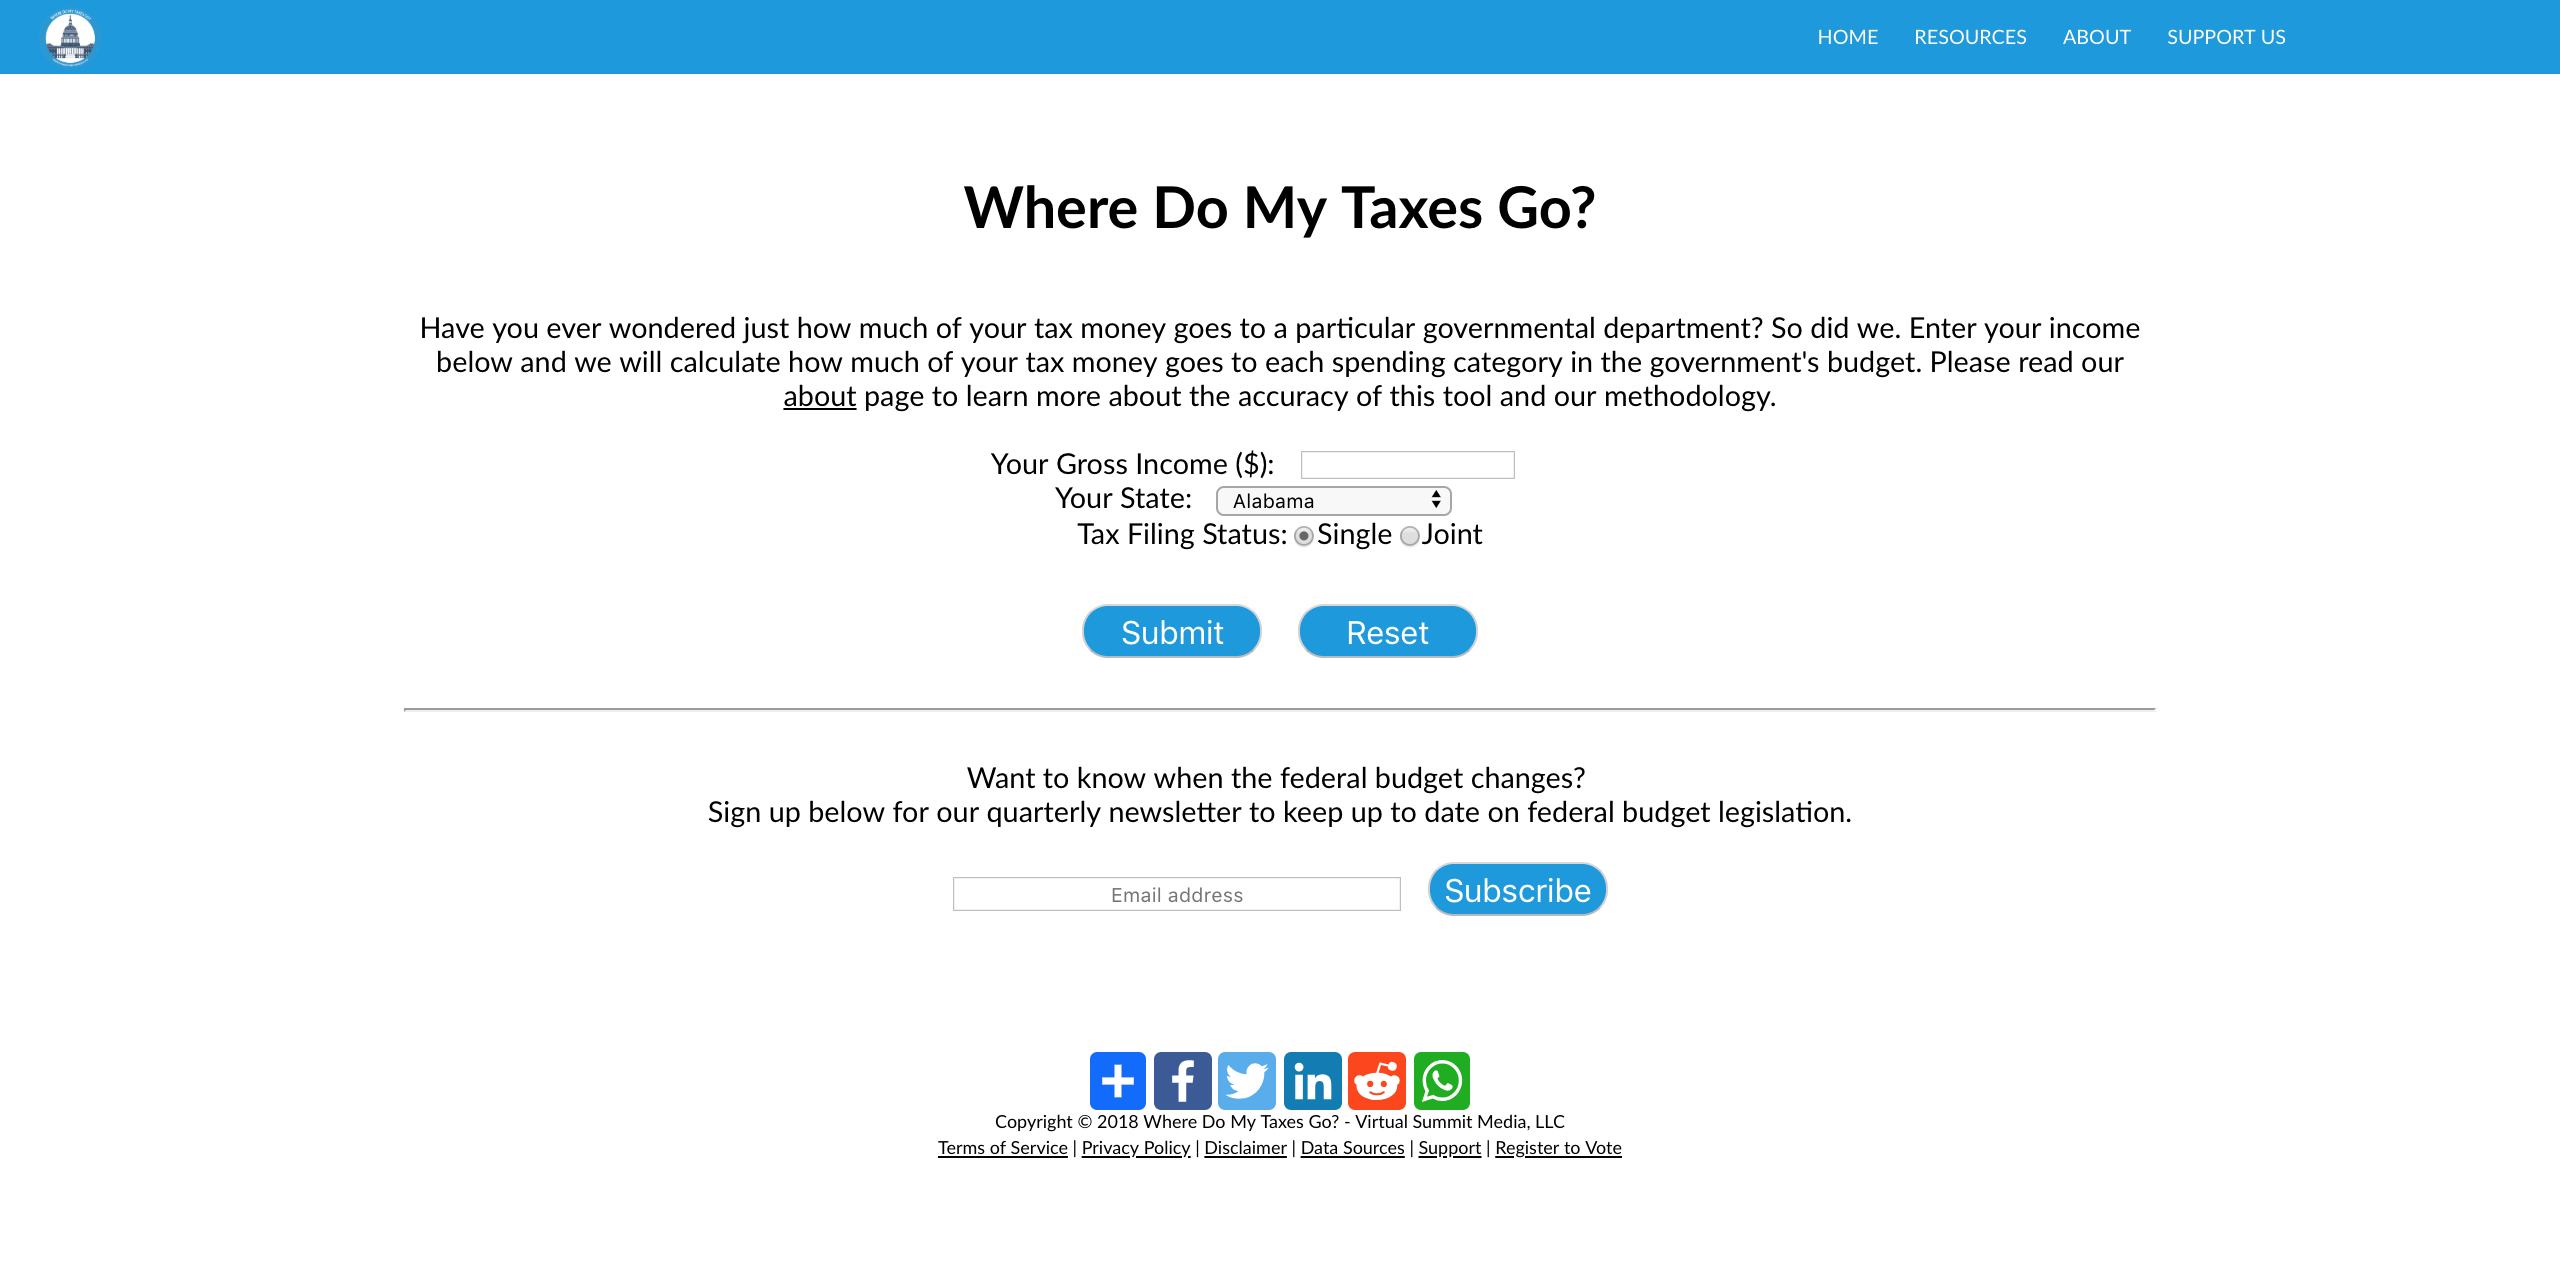 HOME RESOURCES ABOUT SUPPORT US
Where Do My Taxes Go?
Have you ever wondered just how much of your tax money goes to a particular governmental department? So did we. Enter your income
below and we will calculate how much of your tax money goes to each spending category in the government's budget. Please read our
about page to learn more about the accuracy of this tool and our methodology.
Your Gross Income ($):
Your State: Alabama
Tax Filing Status: Single Joint
Submit Reset
Want to know when the federal budget changes?
Sign up below for our quarterly newsletter to keep up to date on federal budget legislation.
Email address Subscribe
Copyright © 2018 Where Do My Taxes Go? - Virtual Summit Media, LLC
Terms of Service | Privacy Policy | Disclaimer | Data Sources | Support | Register to Vote